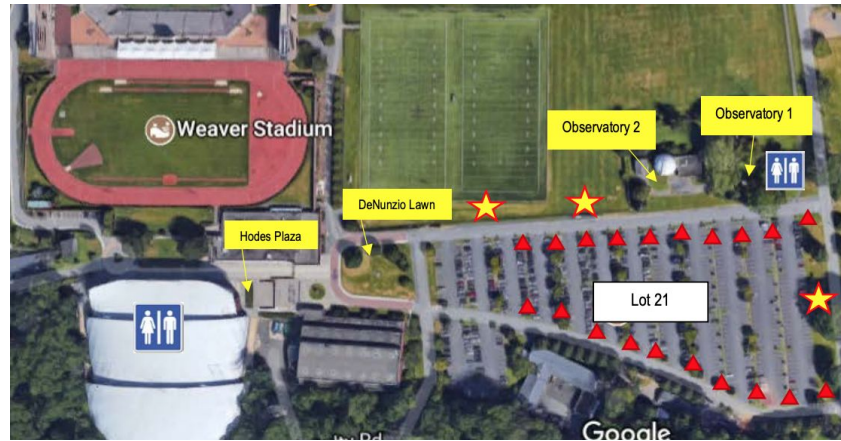 Weaver Stadium
Observatory 2
Observatory 1
DeNunzio Lawn
Hodes Plaza
Lot 21
Google